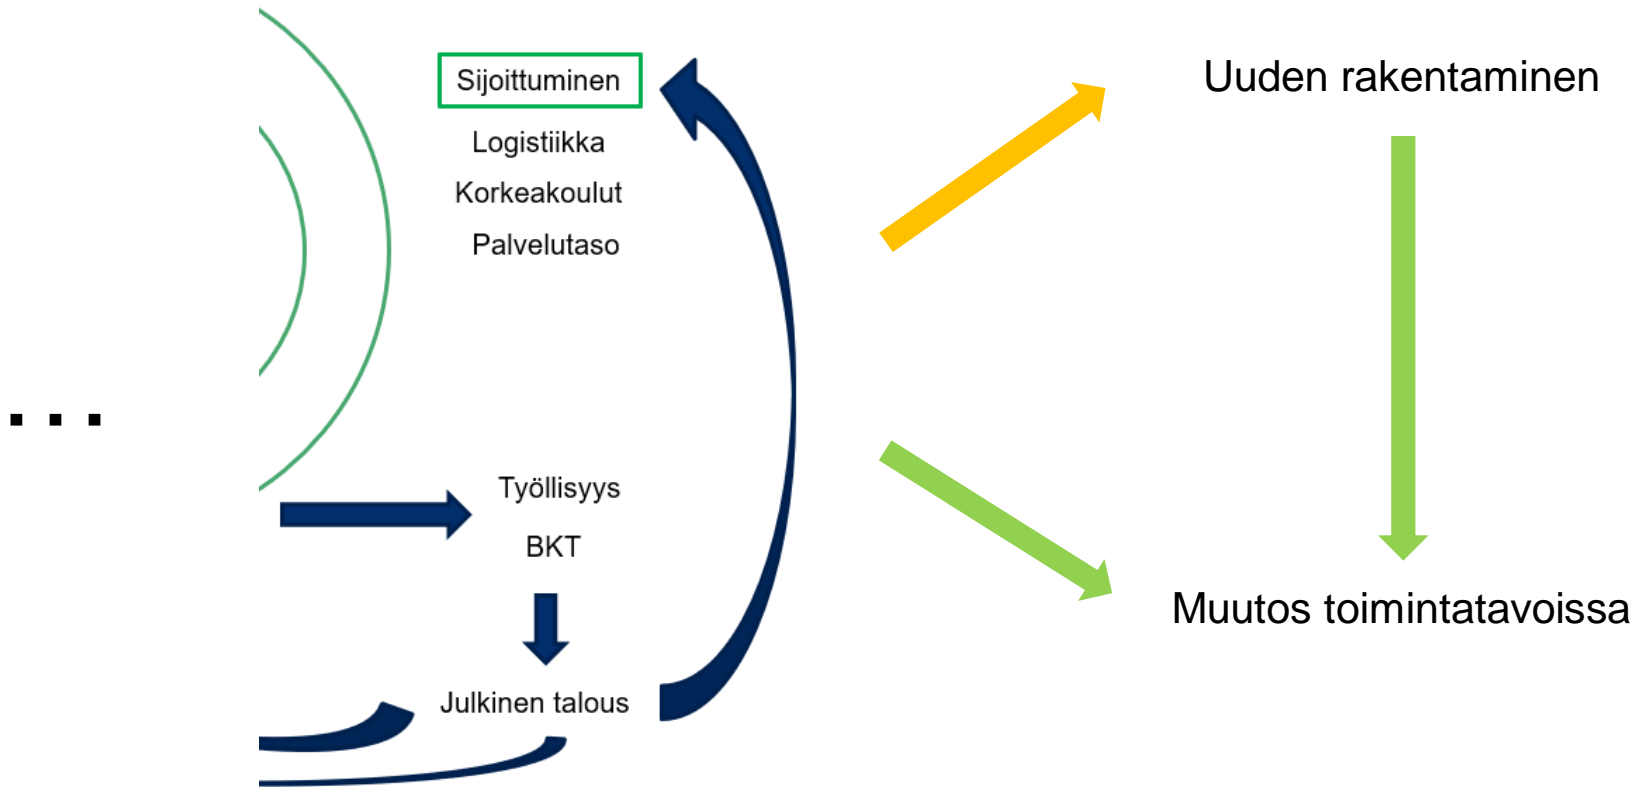 Sijoittuminen
Logistiikka
Korkeakoulut
Palvelutaso
...
Työllisyys
BKT
Julkinen talous
Uuden rakentaminen
Muutos toimintatavoissa